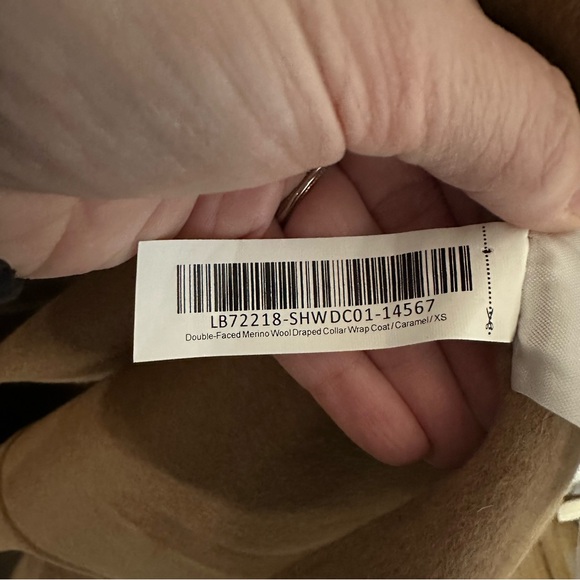 LB72218-SHWDC01-14567
Double-Faced Merino Wool Draped Collar Wrap Coat / Caramel / XS